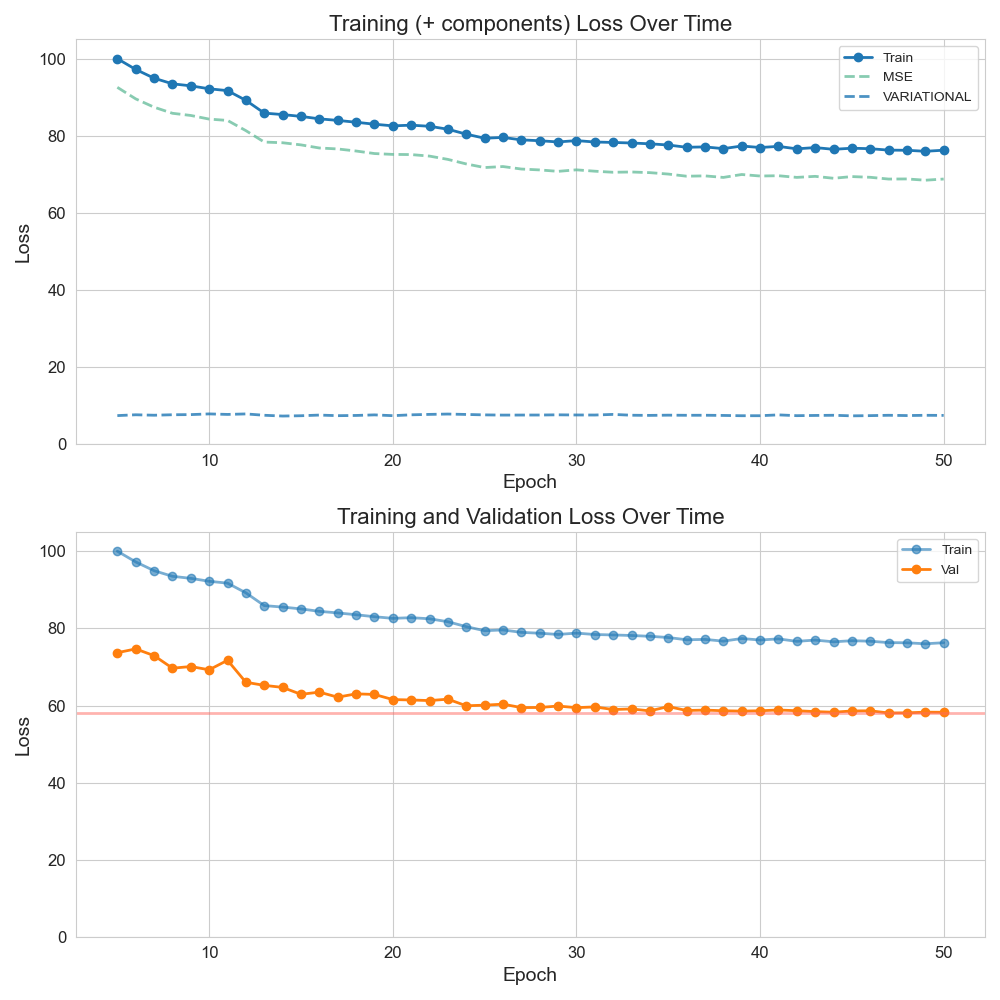 Training (+ components) Loss Over Time
Train
MSE
VARIATIONAL
100
80
60
40
20
0
Loss
10 20 30 40 50
Epoch
Training and Validation Loss Over Time
Train
Val
100
80
60
40
20
0
Loss
10 20 30 40 50
Epoch